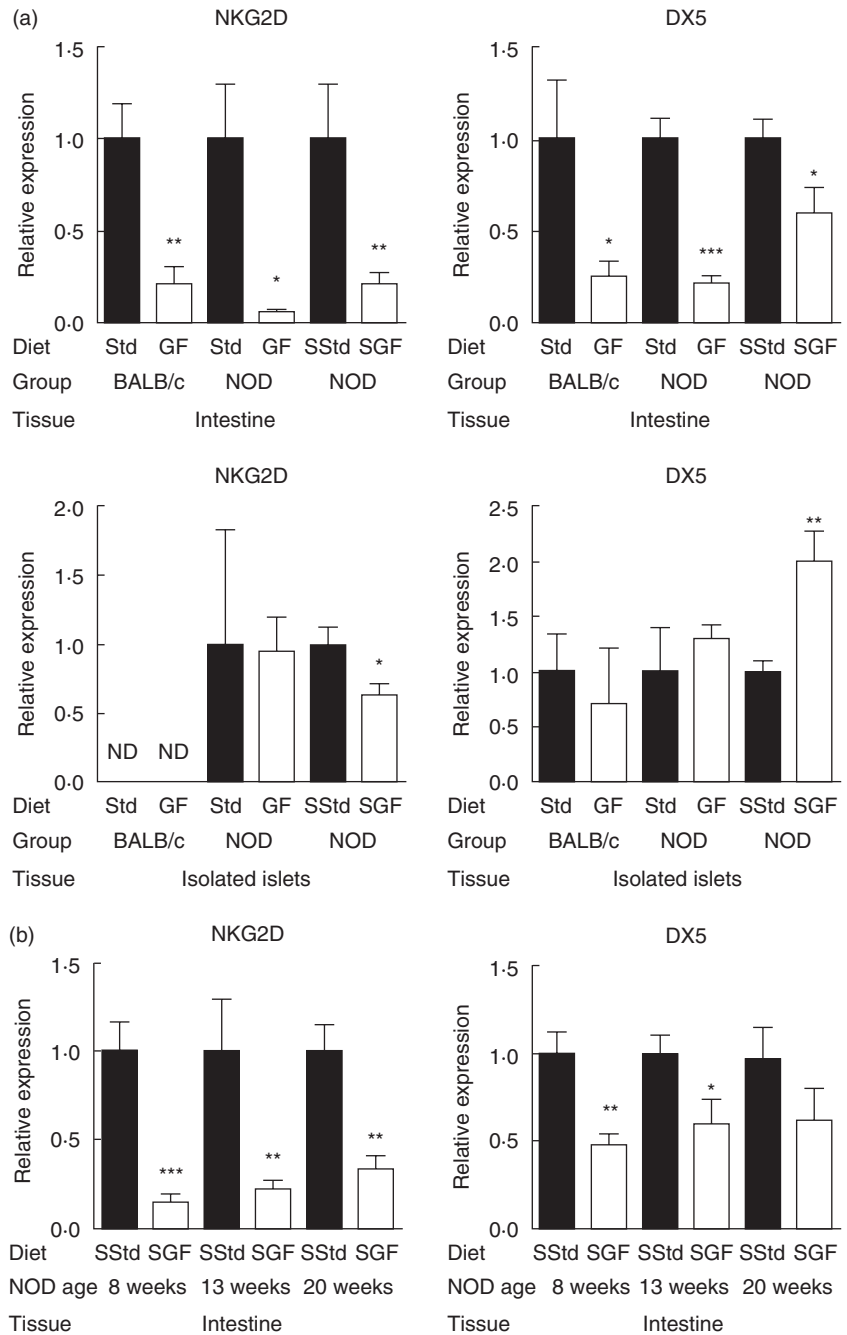 (a)
NKG2D
DX5
Relative expression
1·5
1·0
0·5
0·0
** * **
Diet Std GF Std GF SStd SGF
Group BALB/c NOD NOD
Tissue Intestine
Relative expression
1·5
1·0
0·5
0·0
* *** *
Diet Std GF Std GF SStd SGF
Group BALB/c NOD NOD
Tissue Intestine
NKG2D
DX5
Relative expression
2·0
1·5
1·0
0·5
0·0
ND ND *
Diet Std GF Std GF SStd SGF
Group BALB/c NOD NOD
Tissue Isolated islets
Relative expression
2·5
2·0
1·5
1·0
0·5
0·0
**
Diet Std GF Std GF SStd SGF
Group BALB/c NOD NOD
Tissue Isolated islets
(b)
NKG2D
DX5
Relative expression
1·5
1·0
0·5
0·0
*** ** **
Diet SStd SGF SStd SGF SStd SGF
NOD age 8 weeks 13 weeks 20 weeks
Tissue Intestine
Relative expression
1·5
1·0
0·5
0·0
** *
Diet SStd SGF SStd SGF SStd SGF
NOD age 8 weeks 13 weeks 20 weeks
Tissue Intestine